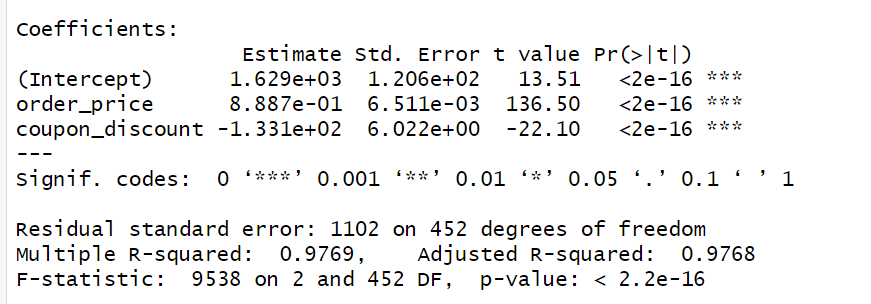 Coefficients:
                  Estimate Std. Error t value Pr(>|t|)
(Intercept)      1.629e+03  1.206e+02   13.51   <2e-16 ***
order_price      8.887e-01  6.511e-03  136.50   <2e-16 ***
coupon_discount -1.331e+02  6.022e+00  -22.10   <2e-16 ***
---
Signif. codes:  0 ‘***’ 0.001 ‘**’ 0.01 ‘*’ 0.05 ‘.’ 0.1 ‘ ’ 1
Residual standard error: 1102 on 452 degrees of freedom
Multiple R-squared:  0.9769,	Adjusted R-squared:  0.9768
F-statistic:  9538 on 2 and 452 DF,  p-value: < 2.2e-16